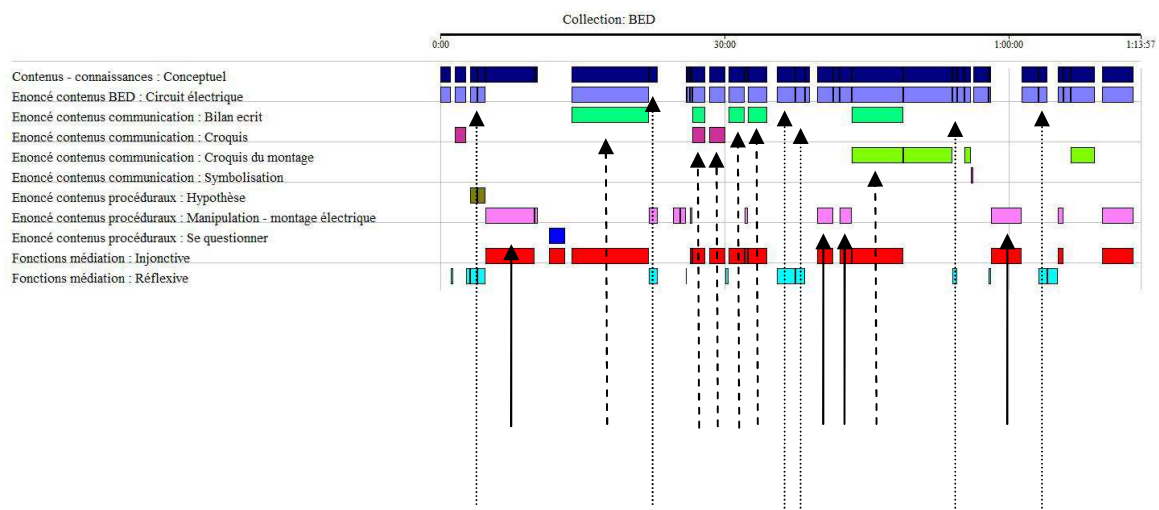 Collection: BED
0:00 30:00 1:00:00 1:13:57
Contenus - connaissances : Conceptuel
Enoncé contenus BED : Circuit électrique
Enoncé contenus communication : Bilan ecrit
Enoncé contenus communication : Croquis
Enoncé contenus communication : Croquis du montage
Enoncé contenus communication : Symbolisation
Enoncé contenus procéduraux : Hypothèse
Enoncé contenus procéduraux : Manipulation - montage électrique
Enoncé contenus procéduraux : Se questionner
Fonctions médiation : Injonctive
Fonctions médiation : Réflexive